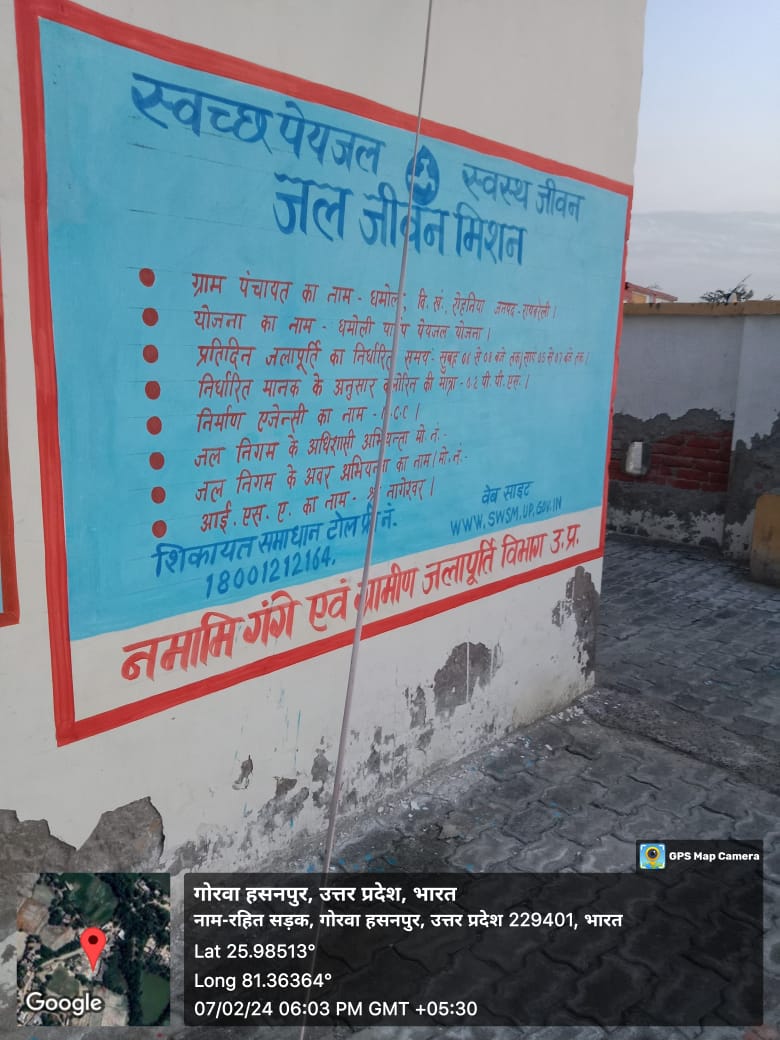 स्वच्छ पेयजल स्वस्थ जीवन
जल जीवन मिशन
ग्राम पंचायत का नाम - धमोली, वि. खं. रोहनिया जनपद - रायबरेली।
योजना का नाम - धमोली पेयजल योजना।
प्रतिदिन जलापूर्ति का निर्धारित समय - सुबह 06 से 08 बजे तक। सांय 05 से 07 बजे तक।
निर्धारित मानक के अनुसार क्लोरिन की मात्रा - 0.2 पी. पी. एम.।
निर्माण एजेन्सी का नाम -
जल निगम के अधिशासी अभियन्ता मो. नं. -
जल निगम के अवर अभियन्ता का नाम। मो. नं. -
आई. एस. ए. का नाम - श्री नागेश्वर।
शिकायत समाधान टोल फ्री नं.
18001212164.
वेब साइट
WWW.SWSM.UP.GOV.IN
नमामि गंगे एवं ग्रामीण जलापूर्ति विभाग उ. प्र.
GPS Map Camera
गोरवा हसनपुर, उत्तर प्रदेश, भारत
नाम-रहित सड़क, गोरवा हसनपुर, उत्तर प्रदेश 229401, भारत
Lat 25.98513°
Long 81.36364°
07/02/24 06:03 PM GMT +05:30
Google